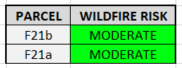 PARCEL WILDFIRE RISK
F21b MODERATE
F21a MODERATE